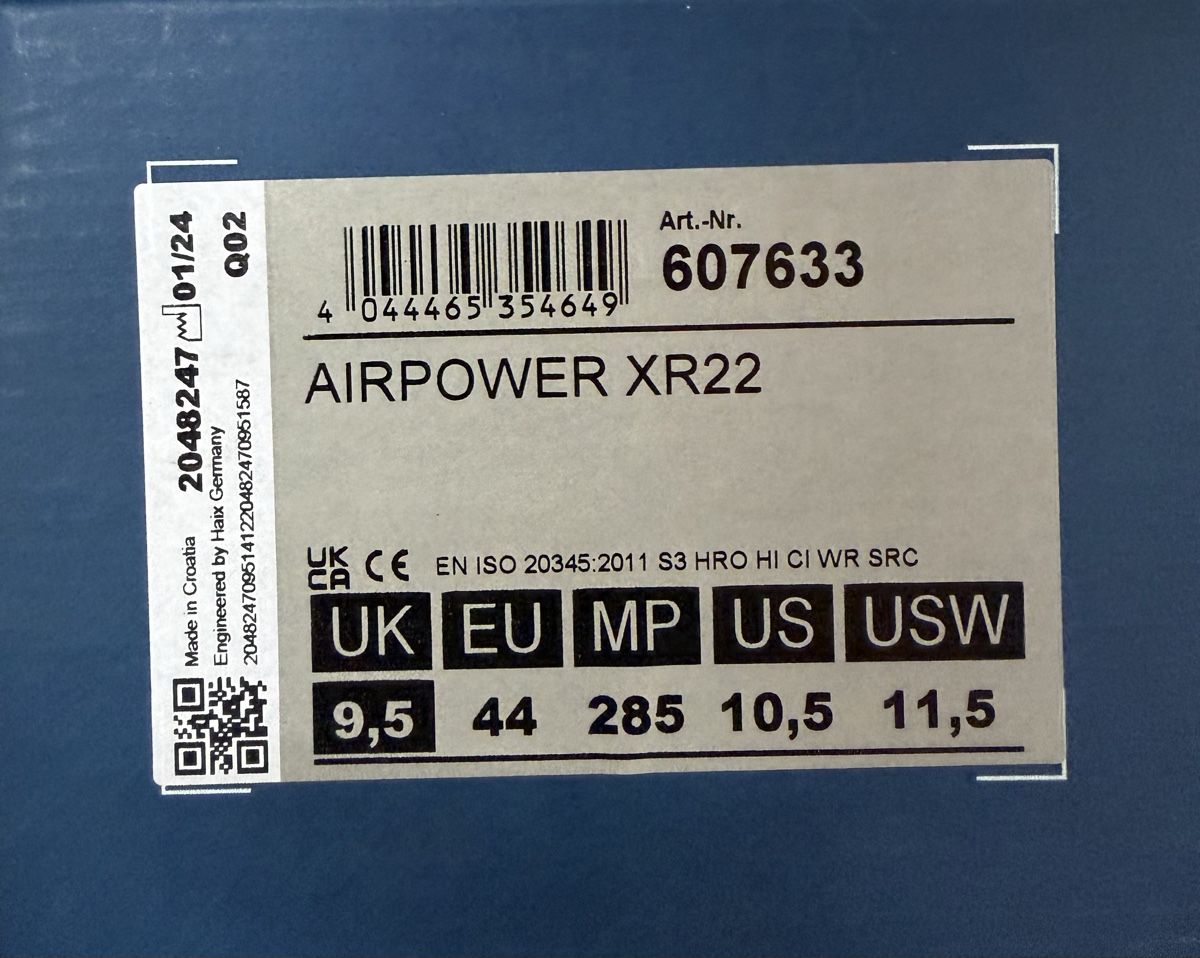 2048247 01/24
Q02
Made in Croatia
Engineered by Haix Germany
2048247095141220482470951587
4 044465 354649
Art.-Nr.
607633
AIRPOWER XR22
UK
CA
CE EN ISO 20345:2011 S3 HRO HI CI WR SRC
UK EU MP US USW
9,5 44 285 10,5 11,5